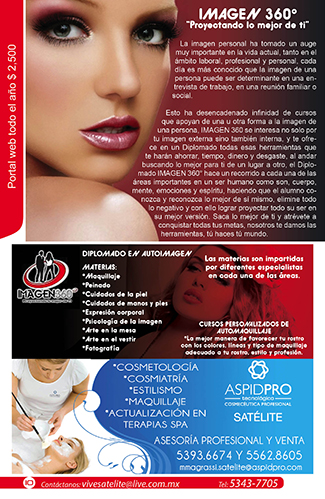 Portal web todo el año $ 2,500
IMAGEN 360°
"Proyectando lo mejor de ti"
La imagen personal ha tomado un auge
muy importante en la vida actual, tanto en el
ámbito laboral, profesional y personal, cada
día es más conocido que la imagen de una
persona puede ser determinante en una en-
trevista de trabajo, en una reunión familiar o
social.
Esto ha desencadenado infinidad de cursos
que apoyan de una u otra forma a la imagen de
una persona, IMAGEN 360 se interesa no solo por
tu imagen externa sino también interna, y te ofre-
ce en un Diplomado todas esas herramientas que
te harán ahorrar, tiempo, dinero y desgaste, al andar
buscando lo mejor para ti de un lugar a otro, el Diplo-
mado IMAGEN 360° hace un recorrido a cada una de las
áreas importantes en un ser humano como son, cuerpo,
mente, emociones y espíritu, haciendo que el alumno co-
nozca y reconozca lo mejor de sí mismo, elimine todo
lo negativo y con ello lograr proyectar todo su ser en
su mejor versión. Saca lo mejor de ti y atrévete a
conquistar todas tus metas, nosotros te damos las
herramientas, tú haces tú mundo.
DIPLOMADO EN AUTOIMAGEN
MATERIAS:
*Maquillaje
*Peinado
*Cuidados de la piel
*Cuidados de manos y pies
*Expresión corporal
*Psicología de la imagen
*Arte en la mesa
*Arte en el vestir
*Fotografía
IMAGEN360°
Las materias son impartidas
por diferentes especialistas
en cada una de las áreas.
CURSOS PERSONALIZADOS DE
AUTOMAQUILLAJE
"La mejor manera de favorecer tu rostro
con los colores, líneas y tipo de maquillaje
adecuado a tu rostro, estilo y profesión.
*COSMETOLOGÍA
*COSMIATRÍA
*ESTILISMO
*MAQUILLAJE
*ACTUALIZACIÓN EN
TERAPIAS SPA
ASPIDPRO
tecnológico
COSMECÉUTICA PROFESIONAL
SATÉLITE
ASESORÍA PROFESIONAL Y VENTA
5393.6674 Y 5562.8605
mmagrassi.satelite@aspidpro.com
Contáctanos: vivesatelite@live.com.mx
Tel: 5343-7705